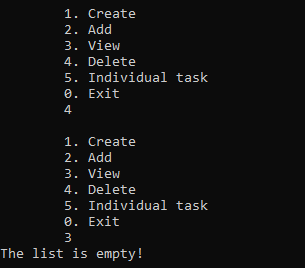 1. Create
2. Add
3. View
4. Delete
5. Individual task
0. Exit
4
1. Create
2. Add
3. View
4. Delete
5. Individual task
0. Exit
3
The list is empty!